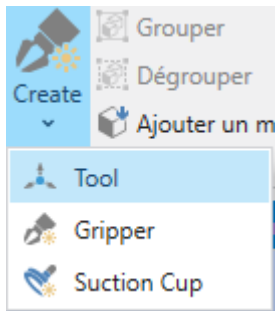 Grouper
Dégrouper
Create
Ajouter un m
Tool
Gripper
Suction Cup